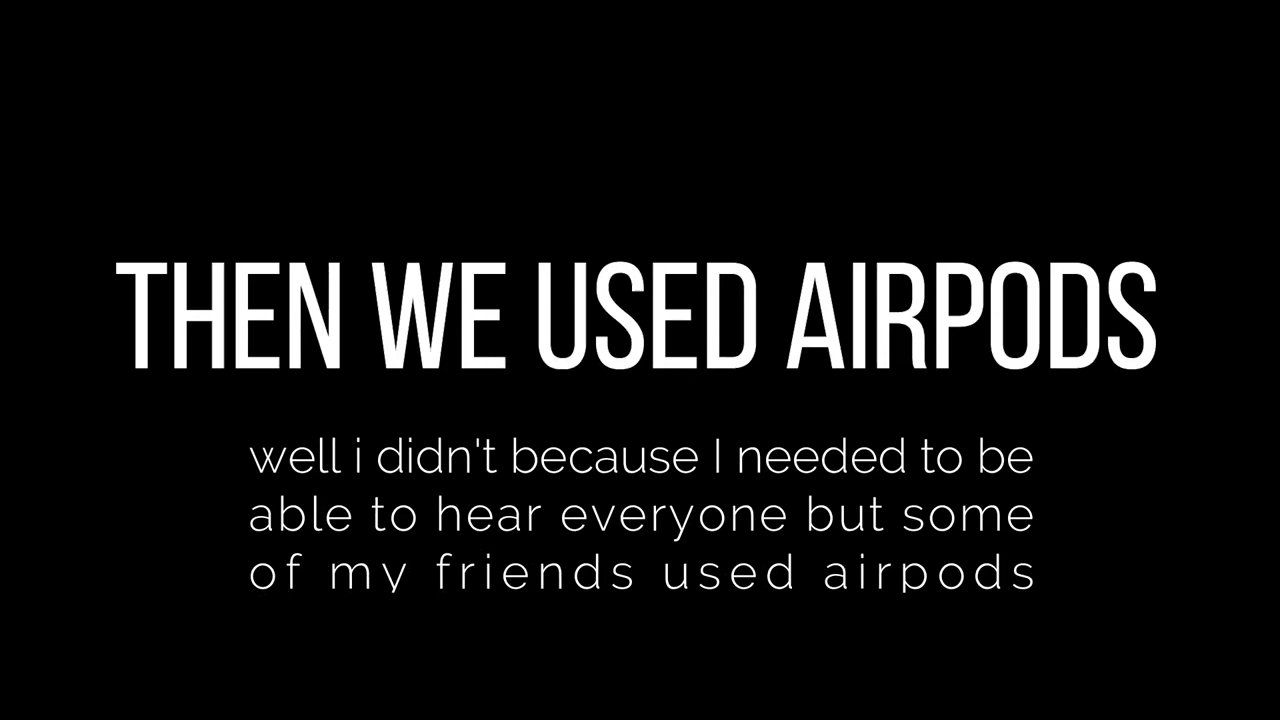 THEN WE USED AIRPODS
well i didn't because I needed to be
able to hear everyone but some
of my friends used airpods